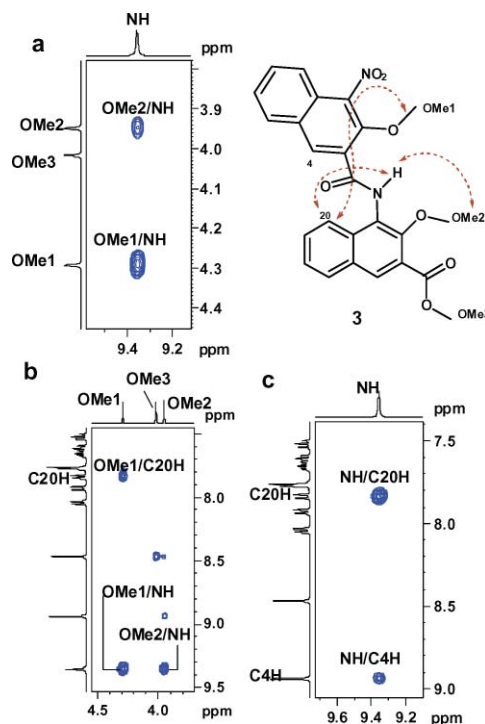 a
NH
ppm
OMe2
OMe3
OMe1
OMe2/NH
OMe1/NH
3.9
4.0
4.1
4.2
4.3
4.4
9.4 9.2 ppm
NO2
OMe1
O
4
O
N
H
20
O
OMe2
O
O
3
b
OMe3
OMe1 OMe2
ppm
C20H
OMe1/C20H
OMe1/NH
OMe2/NH
8.0
8.5
9.0
9.5
4.5 4.0 ppm
c
NH
ppm
C20H
NH/C20H
C4H
NH/C4H
7.5
8.0
8.5
9.0
9.6 9.4 ppm